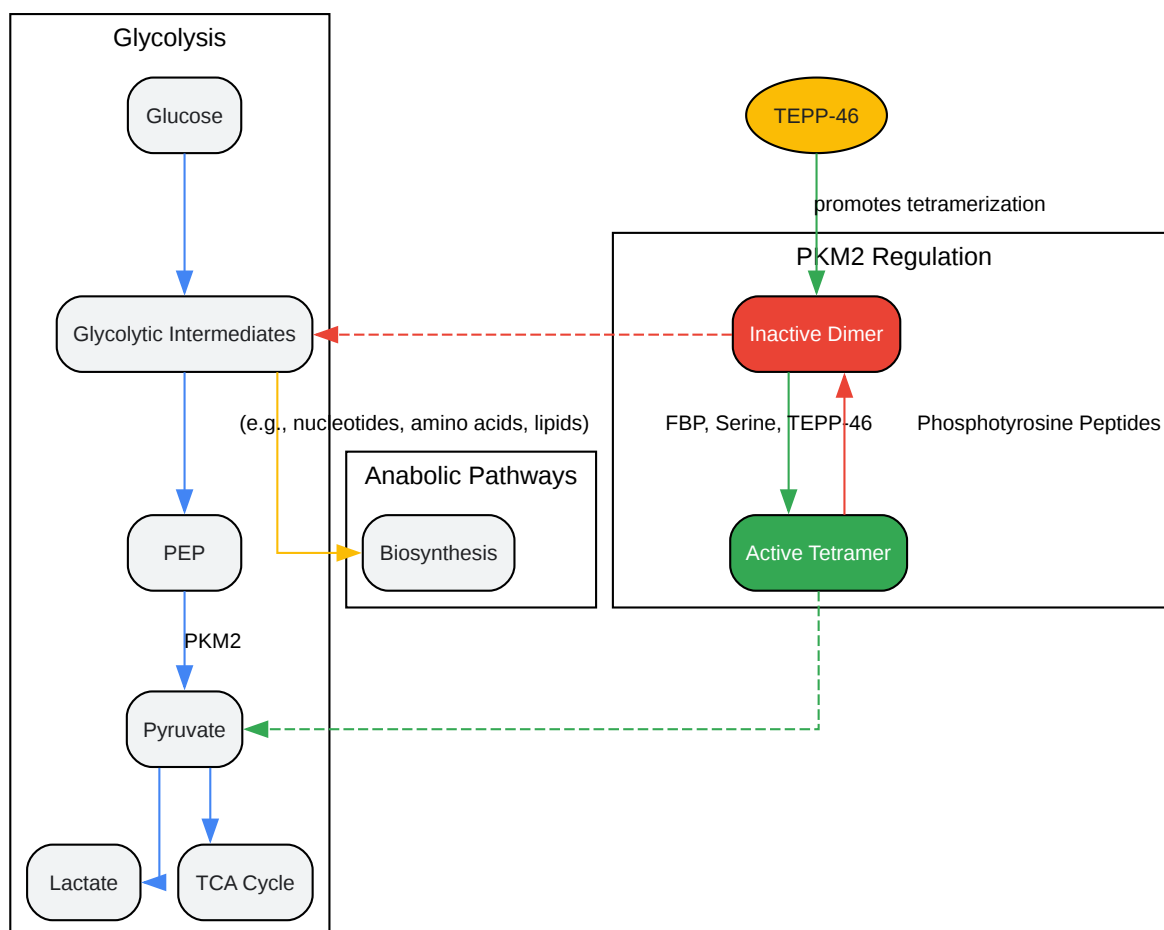 Glycolysis
Glucose
TEPP-46
promotes tetramerization
PKM2 Regulation
Glycolytic Intermediates
Inactive Dimer
(e.g., nucleotides, amino acids, lipids)
FBP, Serine, TEPP-46
Phosphotyrosine Peptides
Anabolic Pathways
PEP
Biosynthesis
Active Tetramer
PKM2
Pyruvate
Lactate
TCA Cycle